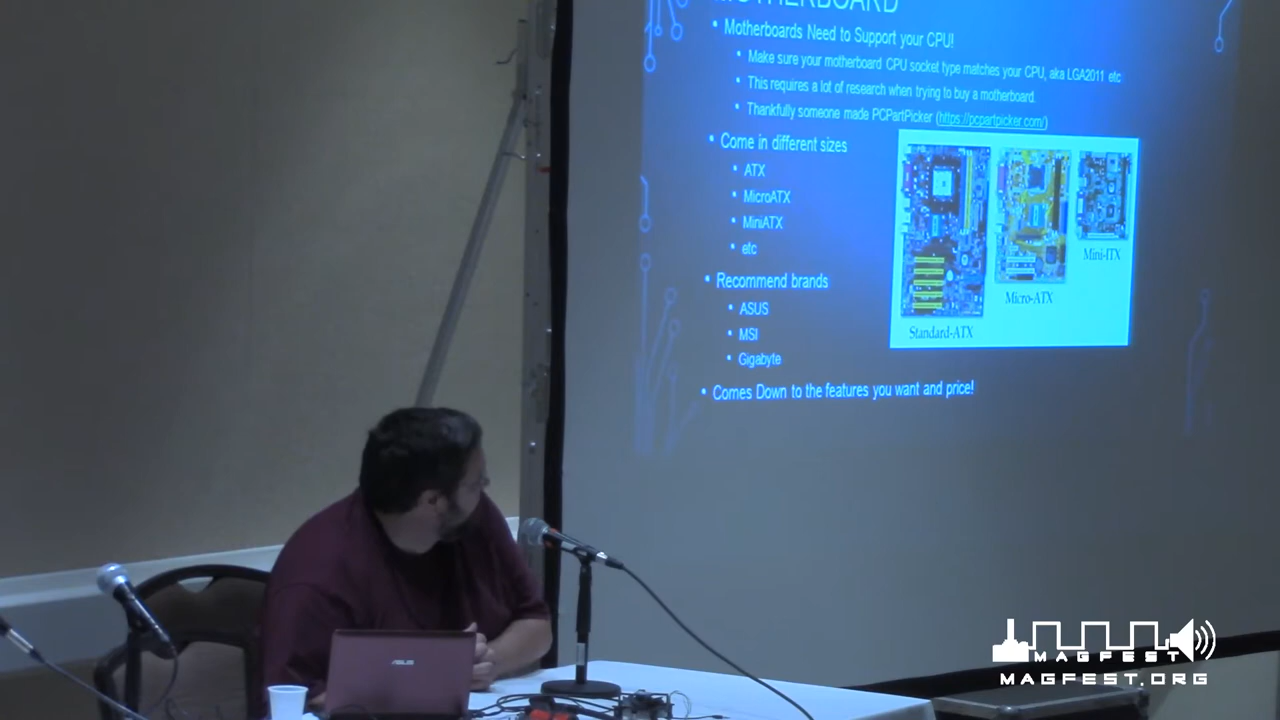 MOTHERBOARD
• Motherboards Need to Support your CPU!
• Make sure your motherboard CPU socket type matches your CPU, aka LGA2011 etc
• This requires a lot of research when trying to buy a motherboard.
• Thankfully someone made PCPartPicker (https://pcpartpicker.com/)
• Come in different sizes
• ATX
• MicroATX
• MiniATX
• etc
• Recommend brands
• ASUS
• MSI
• Gigabyte
• Comes Down to the features you want and price!
Standard-ATX
Micro-ATX
Mini-ITX
ASUS
MAGFEST
MAGFEST.ORG